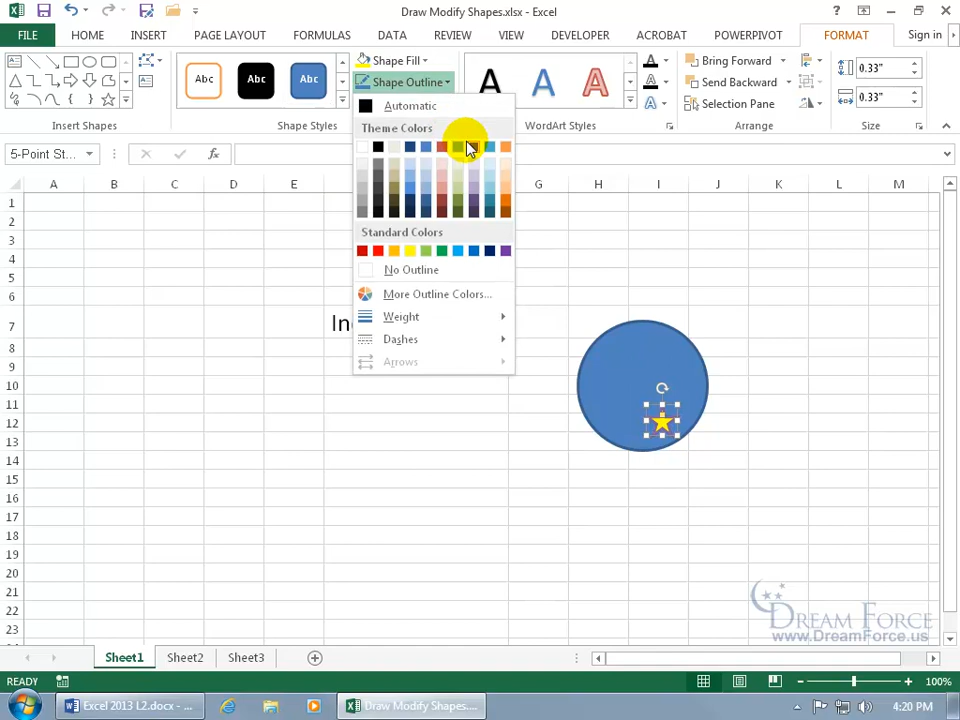 Draw Modify Shapes.xlsx - Excel
FILE HOME INSERT PAGE LAYOUT FORMULAS DATA REVIEW VIEW DEVELOPER ACROBAT POWERPIVOT FORMAT Sign in
Abc Abc Abc
Shape Fill
Shape Outline
A A A
A
A
A
Bring Forward
Send Backward
Selection Pane
0.33"
0.33"
Insert Shapes Shape Styles WordArt Styles Arrange Size
5-Point St...
fx
Automatic
Theme Colors
Standard Colors
No Outline
More Outline Colors...
Weight
Dashes
Arrows
A B C D E G H I J K L M
1
2
3
4
5
6
7
8
9
10
11
12
13
14
15
16
17
18
19
20
21
22
23
DREAM FORCE
www.DreamForce.us
Sheet1 Sheet2 Sheet3
READY 100%
Excel 2013 L2.docx - ...
Draw Modify Shapes....
4:20 PM